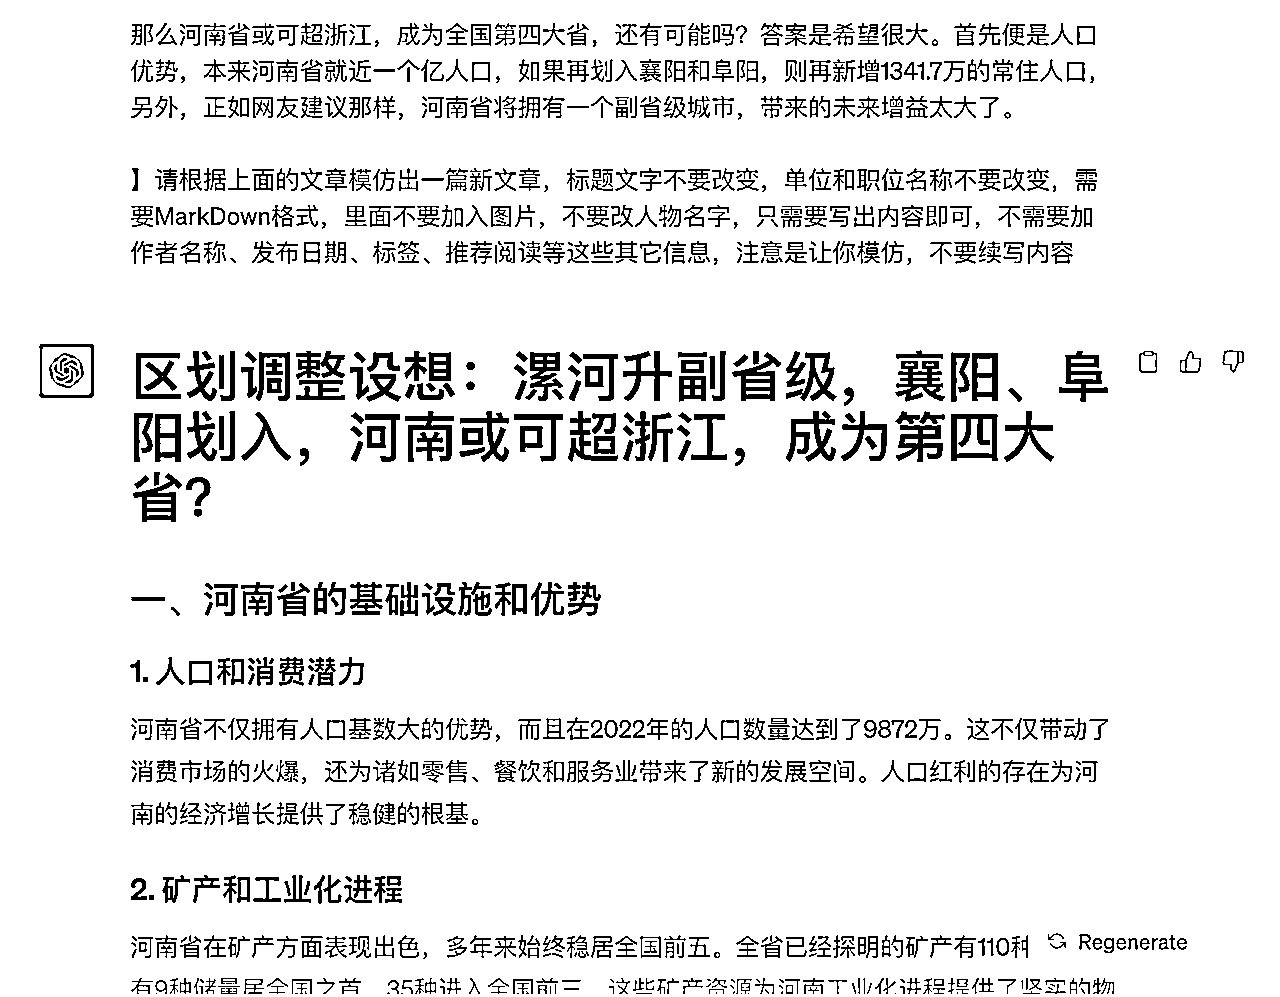 那么河南省或可超浙江，成为全国第四大省，还有可能吗？答案是希望很大。首先便是人口
优势，本来河南省就近一个亿人口，如果再划入襄阳和阜阳，则再新增1341.7万的常住人口，
另外，正如网友建议那样，河南省将拥有一个副省级城市，带来的未来增益太大了。
】请根据上面的文章模仿出一篇新文章，标题文字不要改变，单位和职位名称不要改变，需
要MarkDown格式，里面不要加入图片，不要改人物名字，只需要写出内容即可，不需要加
作者名称、发布日期、标签、推荐阅读等这些其它信息，注意是让你模仿，不要续写内容
区划调整设想：漯河升副省级，襄阳、阜
阳划入，河南或可超浙江，成为第四大
省？
一、河南省的基础设施和优势
1. 人口和消费潜力
河南省不仅拥有人口基数大的优势，而且在2022年的人口数量达到了9872万。这不仅带动了
消费市场的火爆，还为诸如零售、餐饮和服务业带来了新的发展空间。人口红利的存在为河
南的经济增长提供了稳健的根基。
2. 矿产和工业化进程
河南省在矿产方面表现出色，多年来始终稳居全国前五。全省已经探明的矿产有110种
Regenerate
有9种储量居全国之首，35种进入全国前三，这些矿产资源为河南工业化进程提供了坚实的物